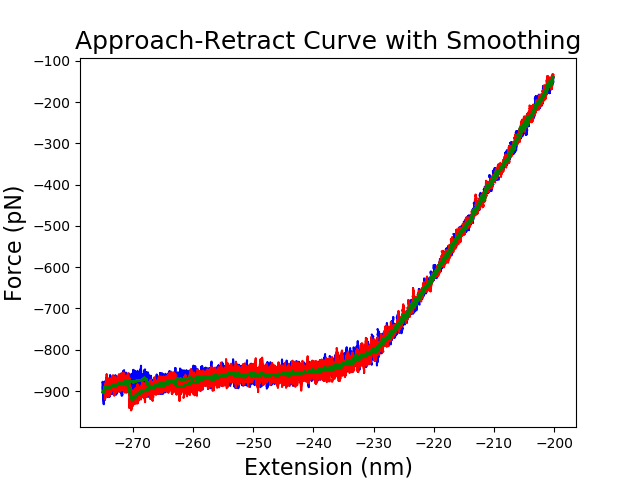 Approach-Retract Curve with Smoothing
−100
−200
−300
−400
−500
−600
−700
−800
−900
Force (pN)
−270 −260 −250 −240 −230 −220 −210 −200
Extension (nm)